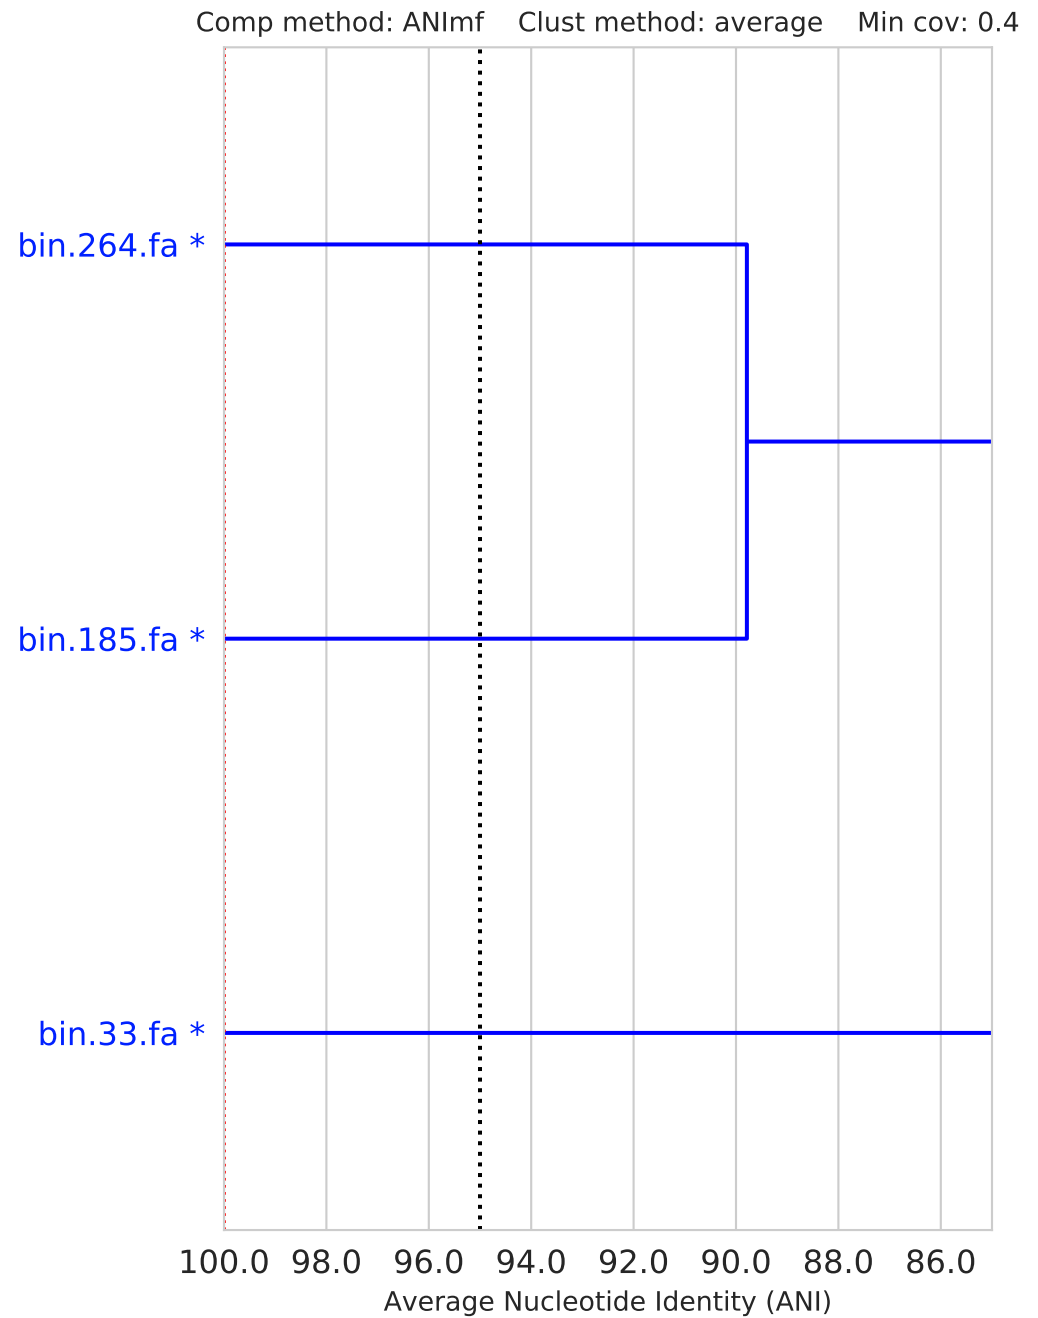 Comp method: ANImf    Clust method: average    Min cov: 0.4
bin.264.fa *
bin.185.fa *
bin.33.fa *
100.0 98.0 96.0 94.0 92.0 90.0 88.0 86.0
Average Nucleotide Identity (ANI)